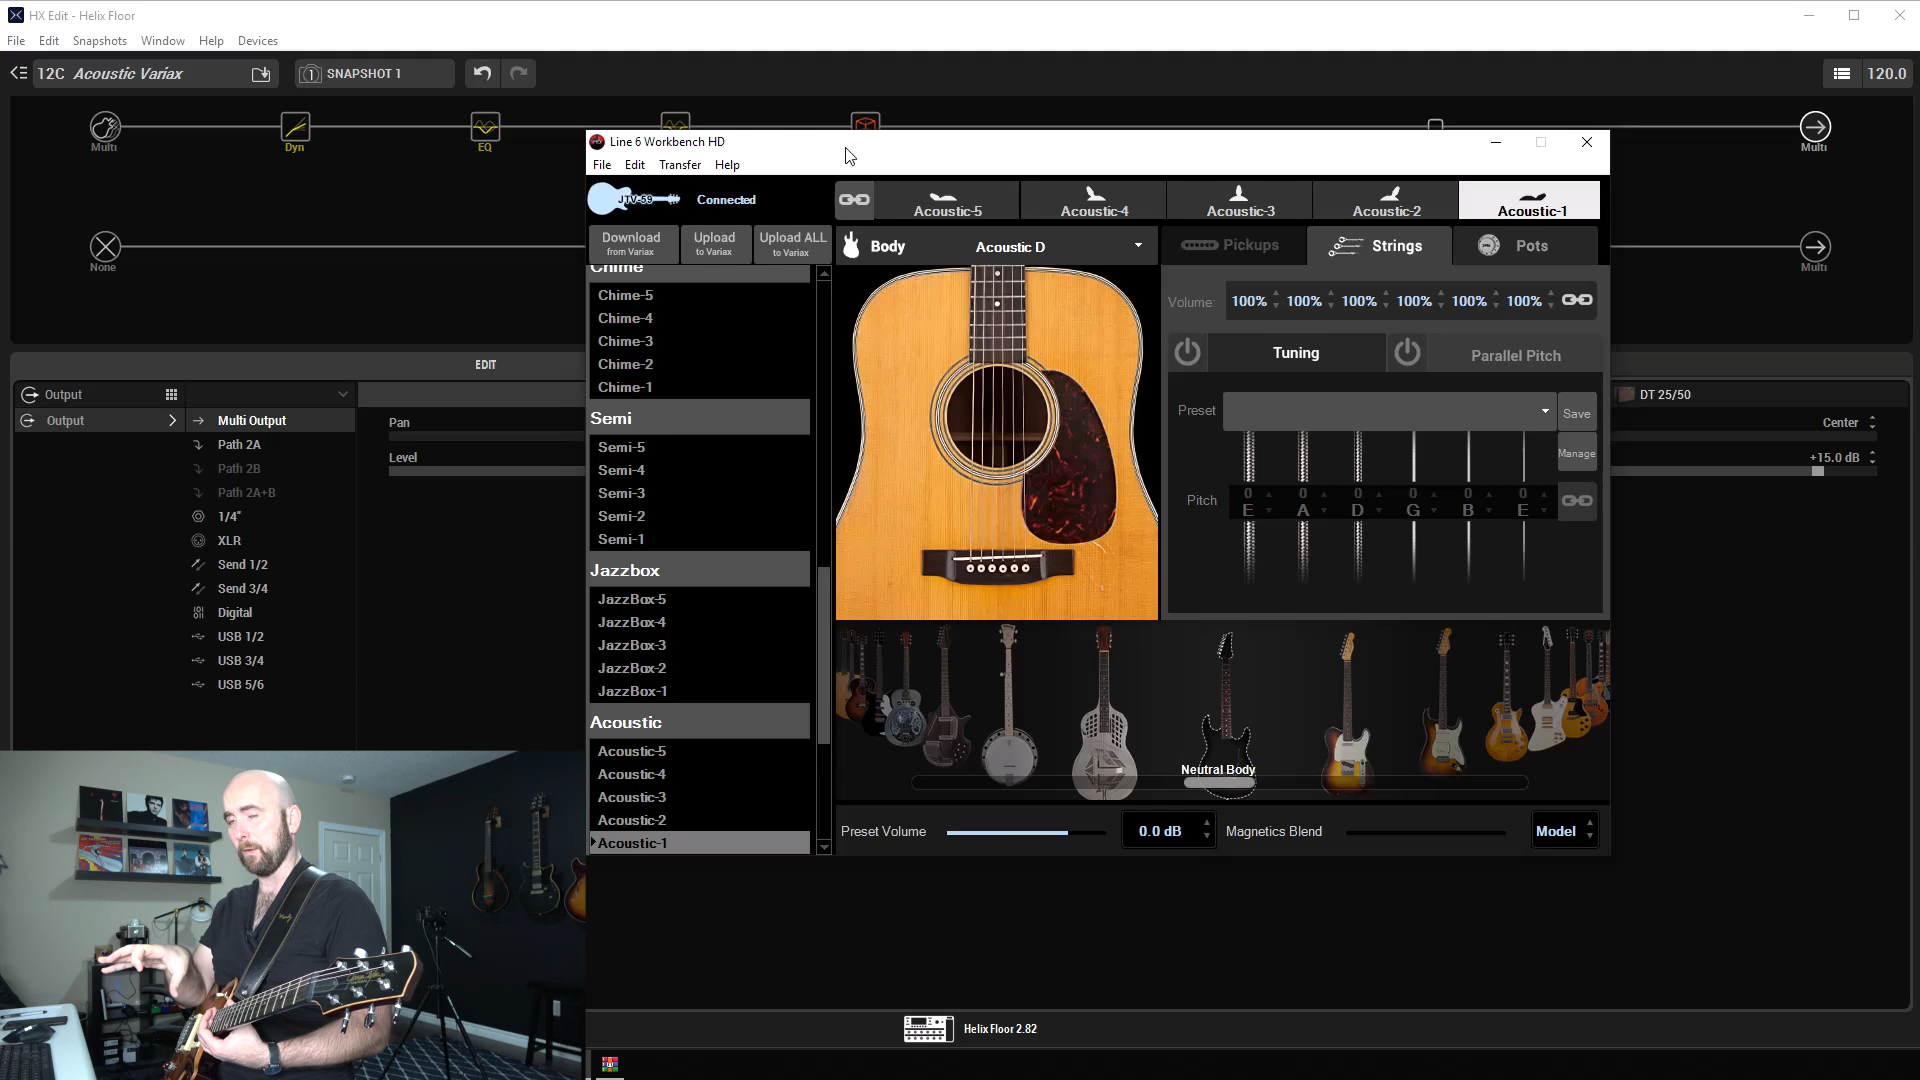 HX Edit - Helix Floor
File Edit Snapshots Window Help Devices
12C Acoustic Variax
1 SNAPSHOT 1
120.0
Multi
Dyn
EQ
Multi
None
Multi
EDIT
Output
Output
Multi Output
Path 2A
Path 2B
Path 2A+B
1/4"
XLR
Send 1/2
Send 3/4
Digital
USB 1/2
USB 3/4
USB 5/6
Pan
Level
DT 25/50
Center
+15.0 dB
Line 6 Workbench HD
File Edit Transfer Help
JTV-59 Connected
Acoustic-5 Acoustic-4 Acoustic-3 Acoustic-2 Acoustic-1
Download
from Variax
Upload
to Variax
Upload ALL
to Variax
Body Acoustic D
Pickups Strings Pots
Chime
Chime-5
Chime-4
Chime-3
Chime-2
Chime-1
Semi
Semi-5
Semi-4
Semi-3
Semi-2
Semi-1
Jazzbox
JazzBox-5
JazzBox-4
JazzBox-3
JazzBox-2
JazzBox-1
Acoustic
Acoustic-5
Acoustic-4
Acoustic-3
Acoustic-2
Acoustic-1
Volume: 100% 100% 100% 100% 100% 100%
Tuning Parallel Pitch
Preset Save
Manage
Pitch
0 0 0 0 0 0
E A D G B E
Neutral Body
Preset Volume 0.0 dB Magnetics Blend Model
Helix Floor 2.82